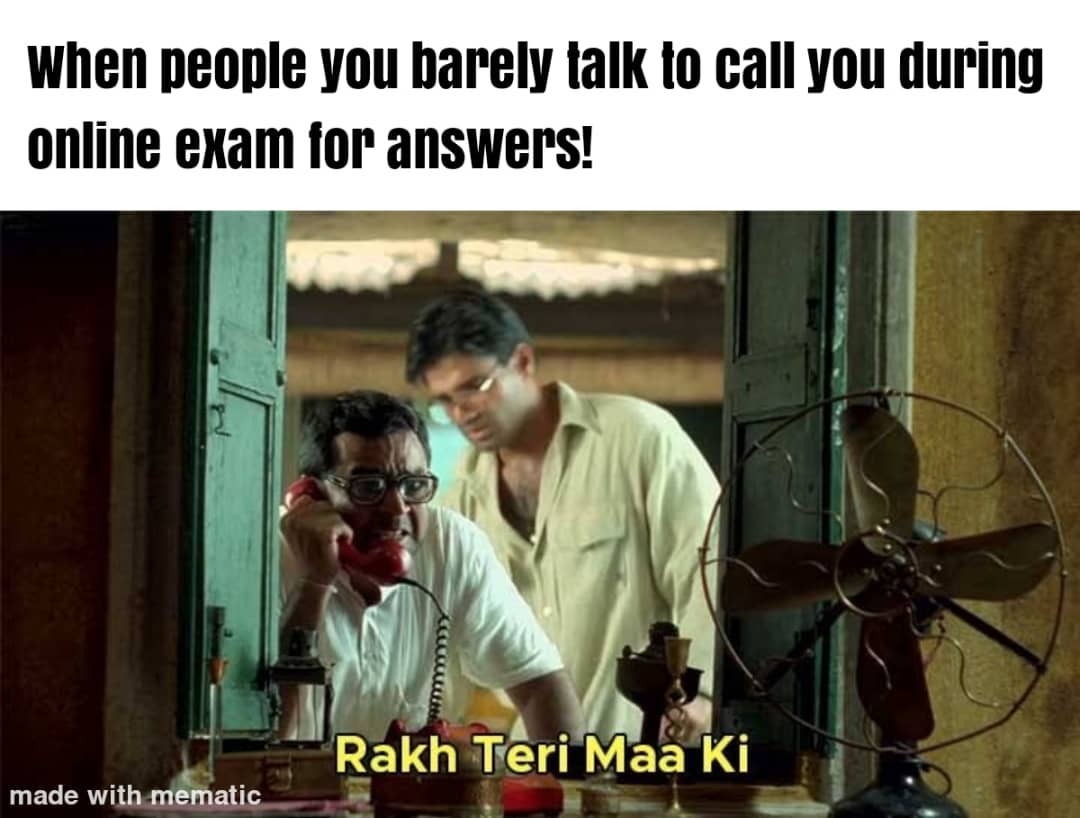 When people you barely talk to call you during
online exam for answers!
Rakh Teri Maa Ki
made with mematic